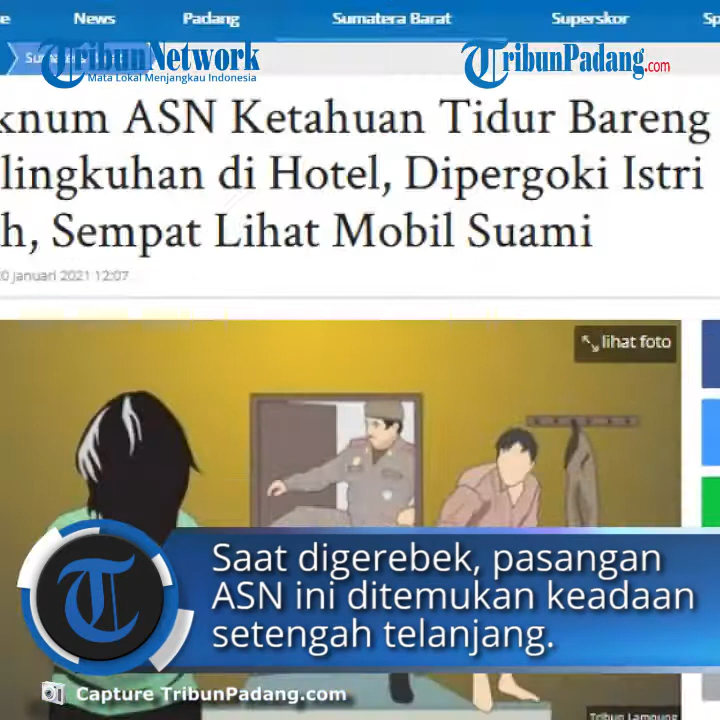 News Padang Sumatera Barat Superskor
TribunNetwork
Mata Lokal Menjangkau Indonesia
TribunPadang.com
knum ASN Ketahuan Tidur Bareng
lingkuhan di Hotel, Dipergoki Istri
h, Sempat Lihat Mobil Suami
0 Januari 2021 12:07
lihat foto
Saat digerebek, pasangan
ASN ini ditemukan keadaan
setengah telanjang.
Capture TribunPadang.com
Tribun Lampung